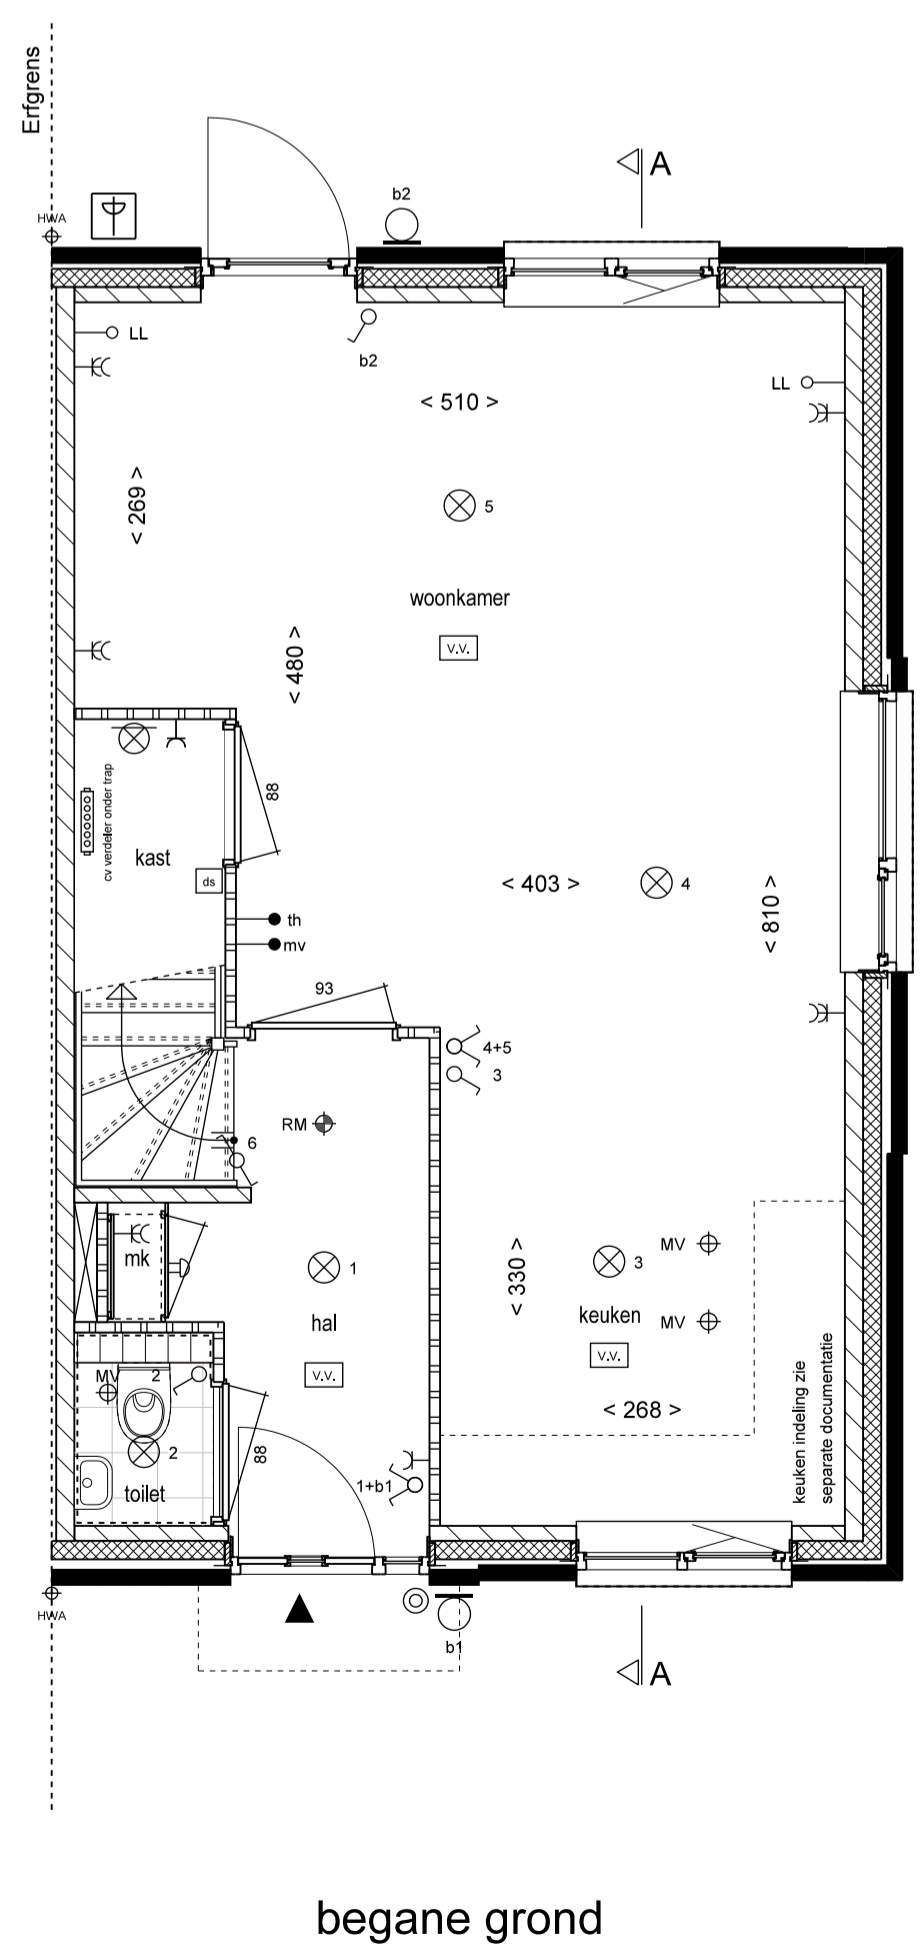 Erfgrens
A
HWA
b2
LL
b2
LL
< 510 >
< 269 >
5
woonkamer
v.v.
< 480 >
88
cv verdeler onder trap
kast
ds
< 403 >
4
< 810 >
th
mv
93
4+5
3
RM
6
mk
1
MV
3
< 330 >
hal
keuken
MV
v.v.
v.v.
MV
2
< 268 >
keuken indeling zie
separate documentatie
88
2
toilet
1+b1
HWA
b1
A
begane grond